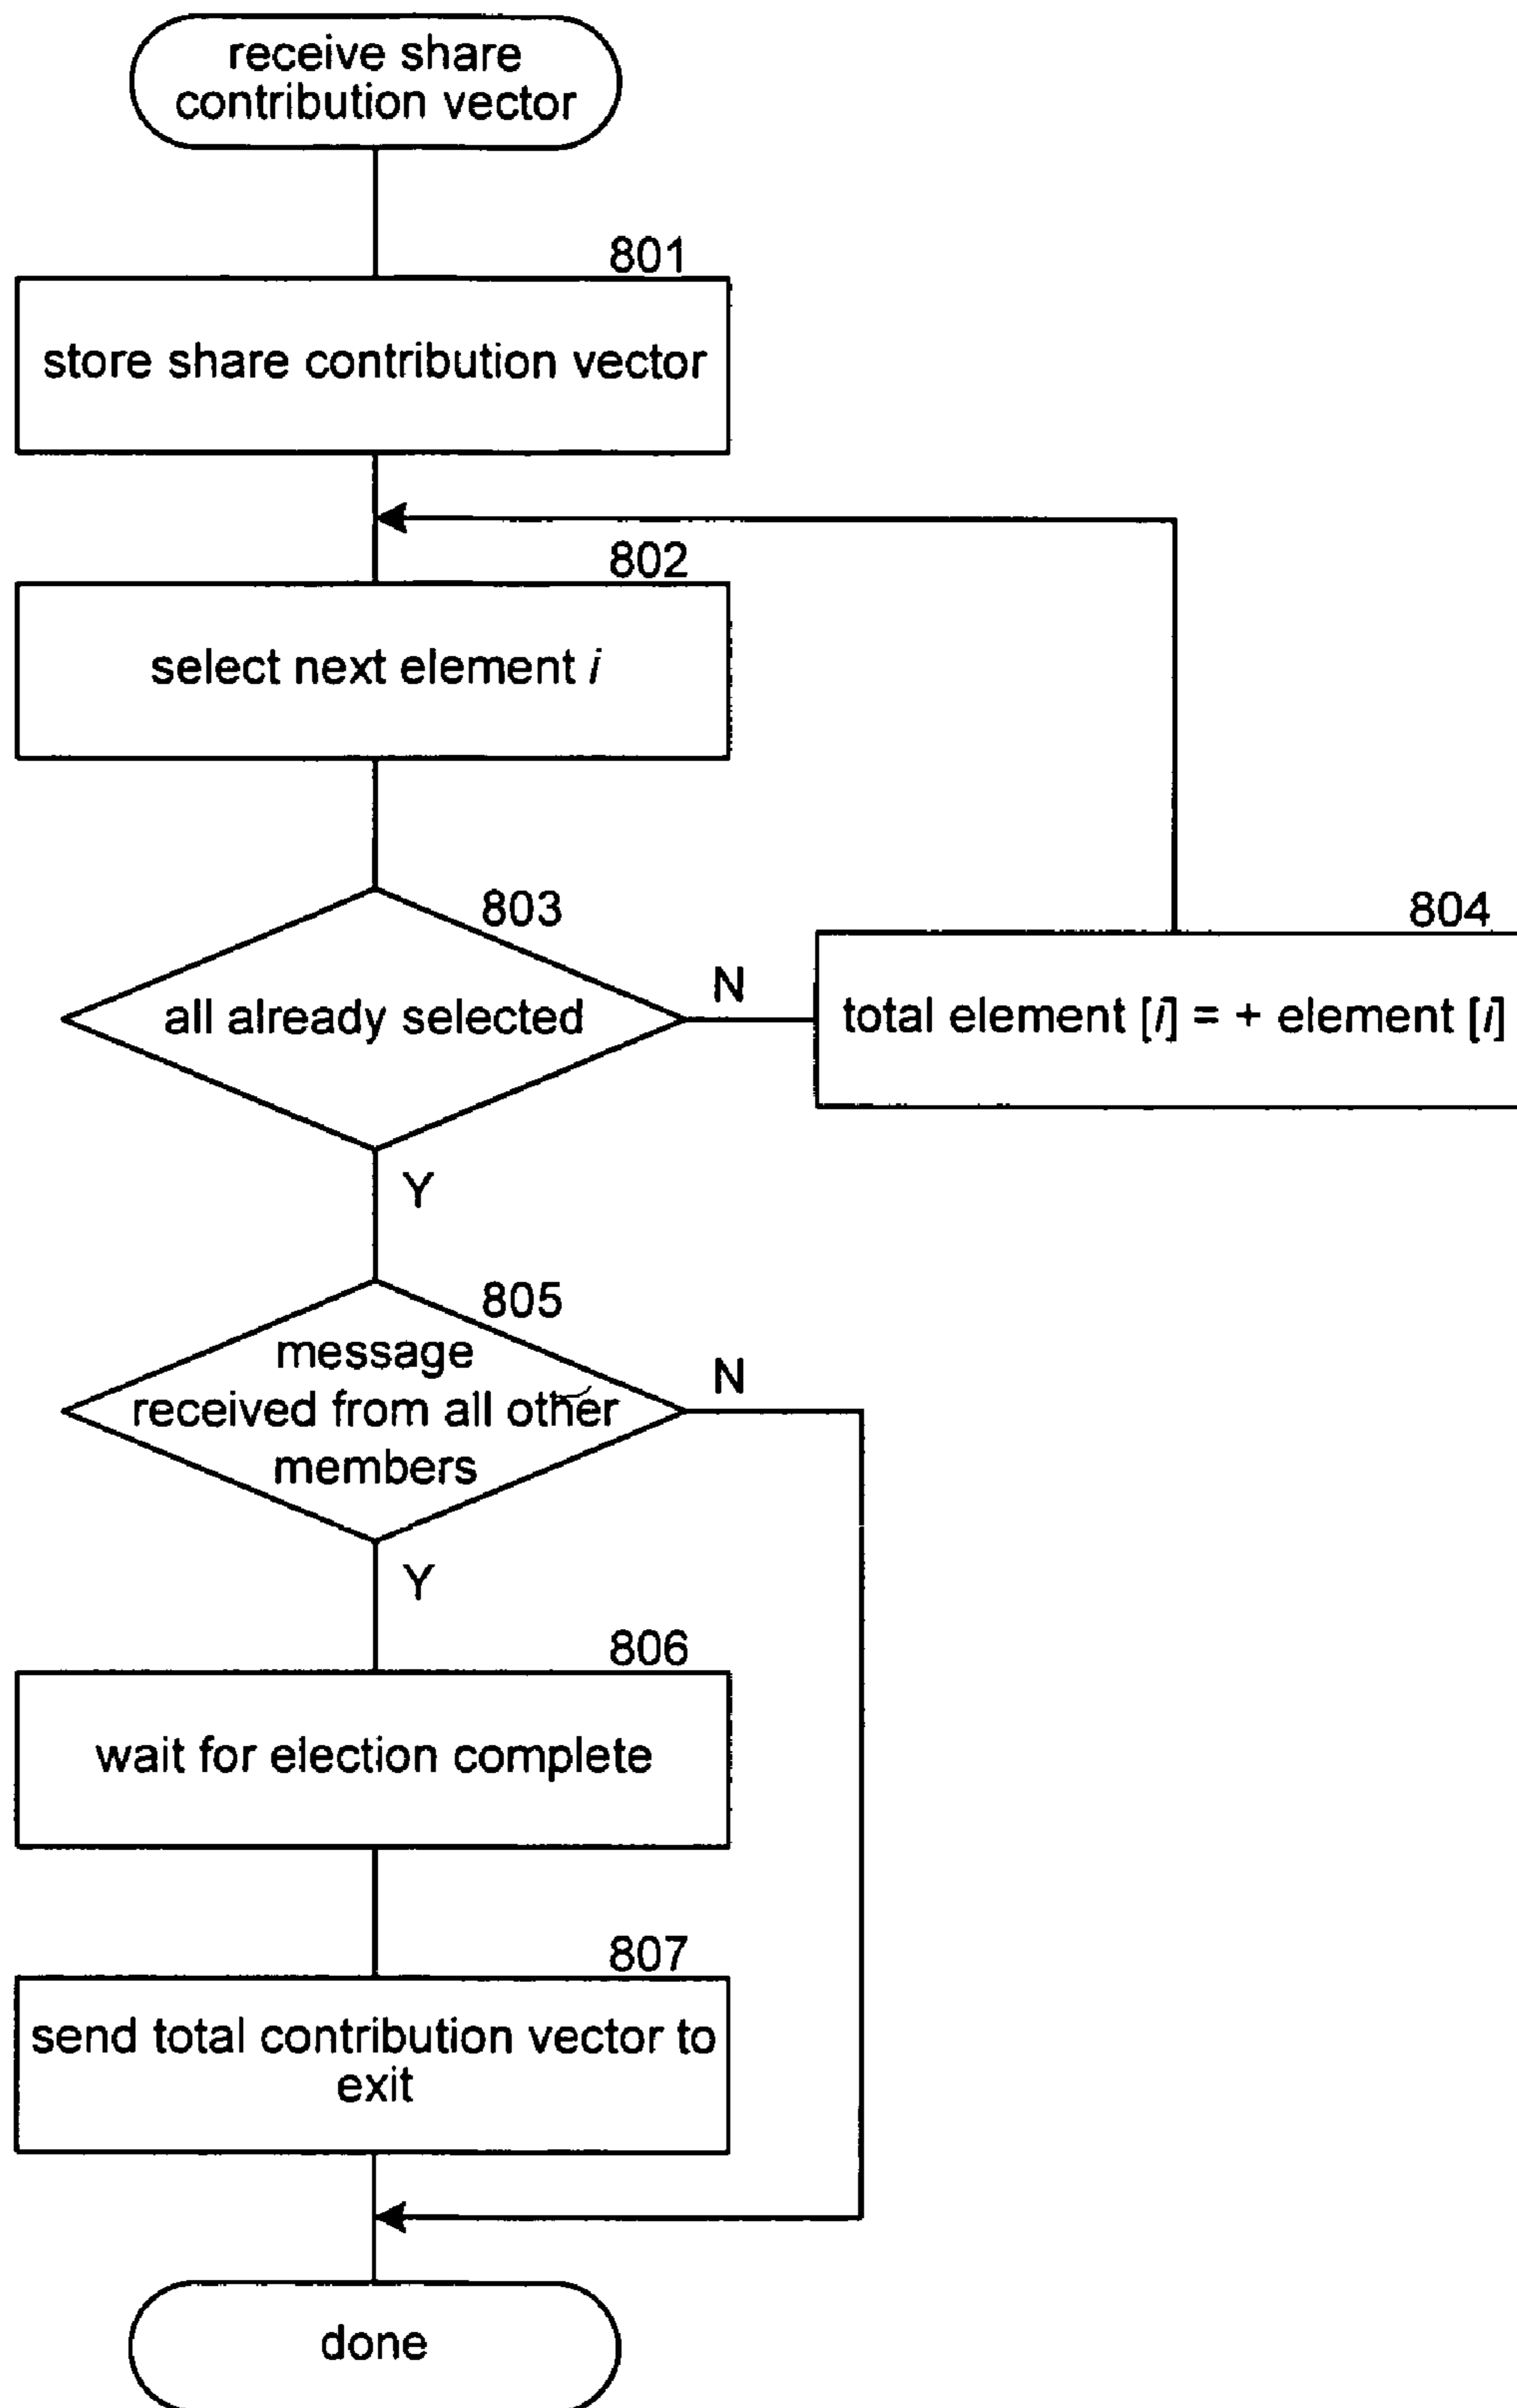 receive share
contribution vector
801
store share contribution vector
802
select next element i
803
all already selected
N
804
total element [i] = + element [i]
Y
805
message
received from all other
members
N
Y
806
wait for election complete
807
send total contribution vector to
exit
done